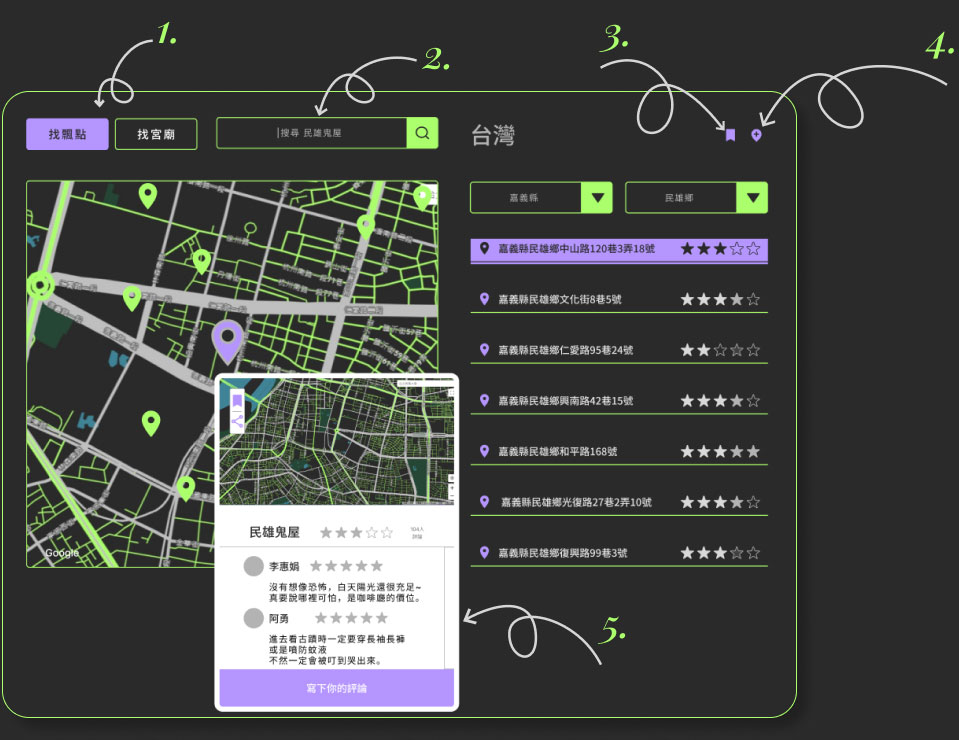 1.
2.
3.
4.
找飄點
找宮廟
搜尋 民雄鬼屋
台灣
嘉義縣
民雄鄉
嘉義縣民雄鄉中山路120巷3弄18號
嘉義縣民雄鄉文化街8巷5號
嘉義縣民雄鄉仁愛路95巷24號
嘉義縣民雄鄉興南路42巷15號
嘉義縣民雄鄉和平路168號
嘉義縣民雄鄉光復路27巷2弄10號
嘉義縣民雄鄉復興路99巷3號
Google
民雄鬼屋
李惠娟
沒有想像恐怖，白天陽光還很充足~
真要說哪裡可怕，是咖啡廳的價位。
阿勇
進去看古蹟時一定要穿長袖長褲
或是噴防蚊液
不然一定會被叮到哭出來。
寫下你的評論
5.